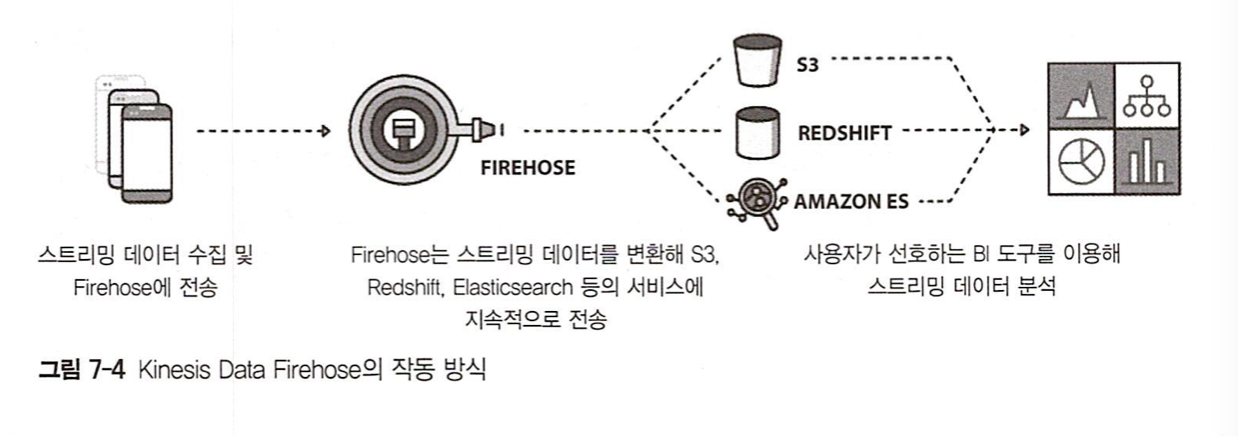 S3
REDSHIFT
FIREHOSE
AMAZON ES
스트리밍 데이터 수집 및
Firehose에 전송
Firehose는 스트리밍 데이터를 변환해 S3,
Redshift, Elasticsearch 등의 서비스에
지속적으로 전송
사용자가 선호하는 BI 도구를 이용해
스트리밍 데이터 분석
그림 7-4 Kinesis Data Firehose의 작동 방식